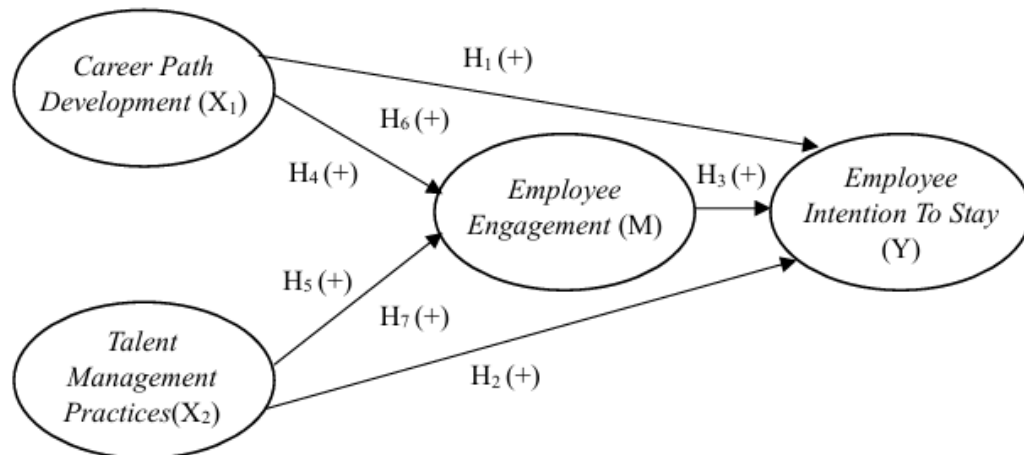 Career Path
Development (X₁)
H₁ (+)
H₆ (+)
H₄ (+)
Employee
Engagement (M)
H₃ (+)
Employee
Intention To Stay
(Y)
H₅ (+)
H₇ (+)
H₂ (+)
Talent
Management
Practices(X₂)